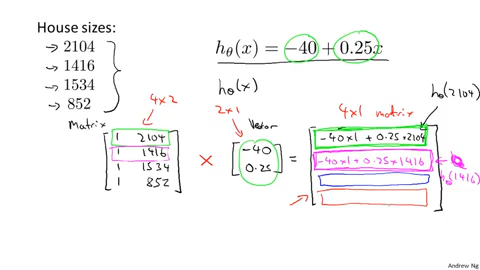 House sizes:
→ 2104
→ 1416
→ 1534
→ 852
hθ(x) = −40 + 0.25x
hθ(x)
hθ(2104)
4x2
2x1
4x1 matrix
Matrix
Vector
1 2104
1 1416
1 1534
1 852
×
−40
0.25
=
−40x1 + 0.25x2104
−40x1 + 0.25x1416
hθ(1416)
Andrew Ng